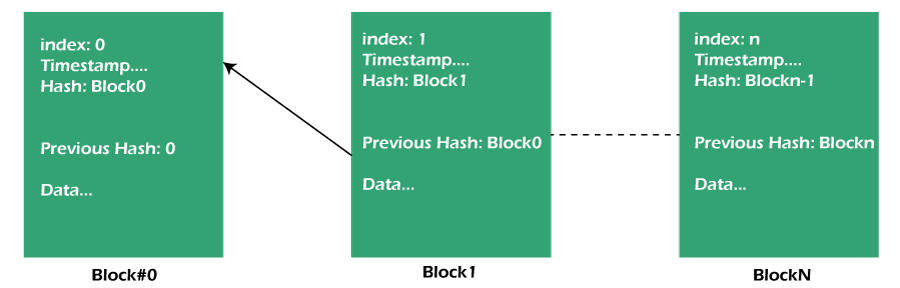 index: 0
Timestamp....
Hash: Block0
Previous Hash: 0
Data...
Block#0
index: 1
Timestamp....
Hash: Block1
Previous Hash: Block0
Data...
Block1
index: n
Timestamp....
Hash: Blockn-1
Previous Hash: Blockn
Data...
BlockN